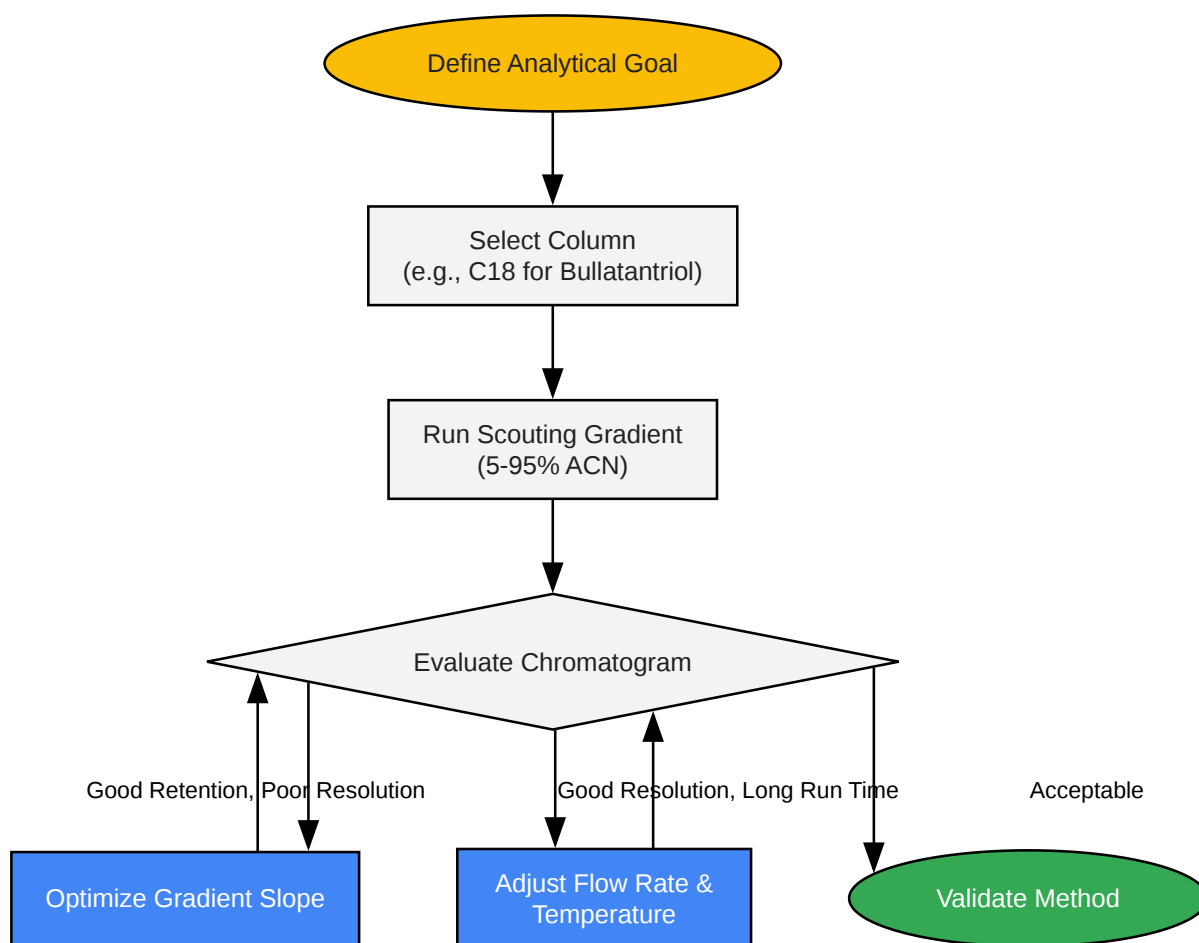 Define Analytical Goal
Select Column
(e.g., C18 for Bullatantriol)
Run Scouting Gradient
(5-95% ACN)
Evaluate Chromatogram
Good Retention, Poor Resolution
Good Resolution, Long Run Time
Acceptable
Optimize Gradient Slope
Adjust Flow Rate &
Temperature
Validate Method